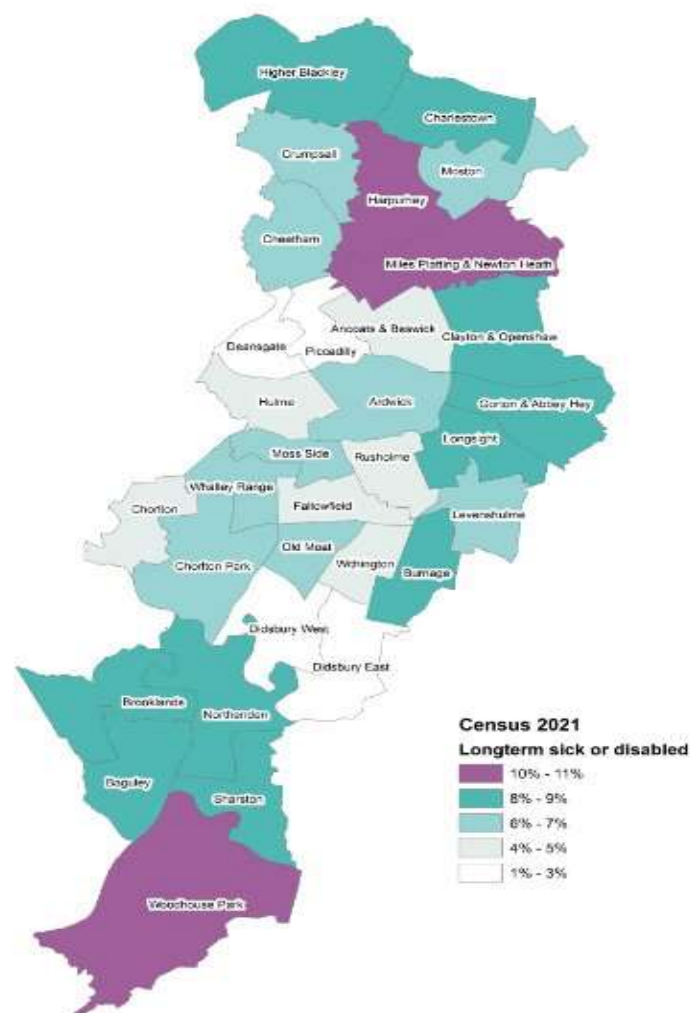 Higher Blackley
Charlestown
Crumpsall
Moston
Harpurhey
Cheetham
Miles Platting & Newton Heath
Ancoats & Beswick
Clayton & Openshaw
Deansgate
Piccadilly
Hulme
Ardwick
Gorton & Abbey Hey
Longsight
Moss Side
Rusholme
Whalley Range
Chorlton
Fallowfield
Levenshulme
Old Moat
Chorlton Park
Withington
Burnage
Didsbury West
Didsbury East
Brooklands
Northenden
Baguley
Sharston
Woodhouse Park
Census 2021
Longterm sick or disabled
10% - 11%
8% - 9%
6% - 7%
4% - 5%
1% - 3%